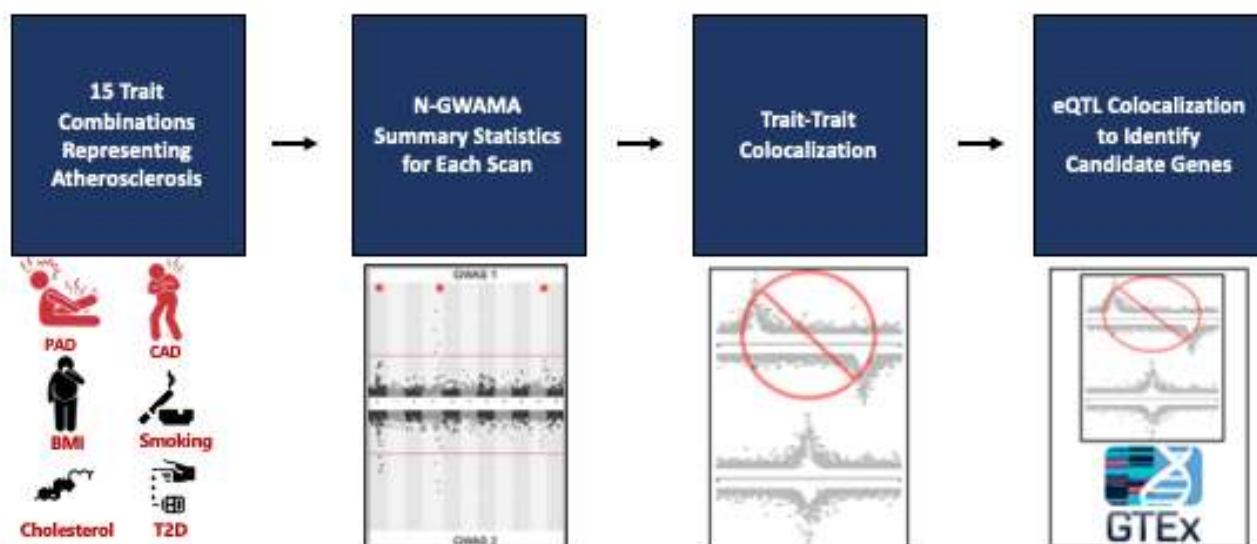 15 Trait
Combinations
Representing
Atherosclerosis
N-GWAMA
Summary Statistics
for Each Scan
Trait-Trait
Colocalization
eQTL Colocalization
to Identify
Candidate Genes
PAD
CAD
BMI
Smoking
Cholesterol
T2D
GWAS 1
GWAS 2
GTEx